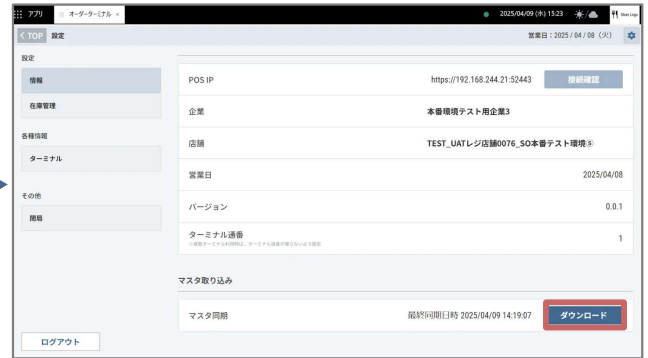 アプリ オーダーターミナル ×
2025/04/09 (水) 15:23
< TOP 設定
営業日：2025 / 04 / 08 （火）
設定
情報
在庫管理
各種情報
ターミナル
その他
閉局
ログアウト
POS IP https://192.168.244.21:52443 接続確認
企業 本番環境テスト用企業3
店舗 TEST_UATレジ店舗0076_SO本番テスト環境⑤
営業日 2025/04/08
バージョン 0.0.1
ターミナル通番 1
マスタ取り込み
マスタ同期 最終同期日時 2025/04/09 14:19:07 ダウンロード